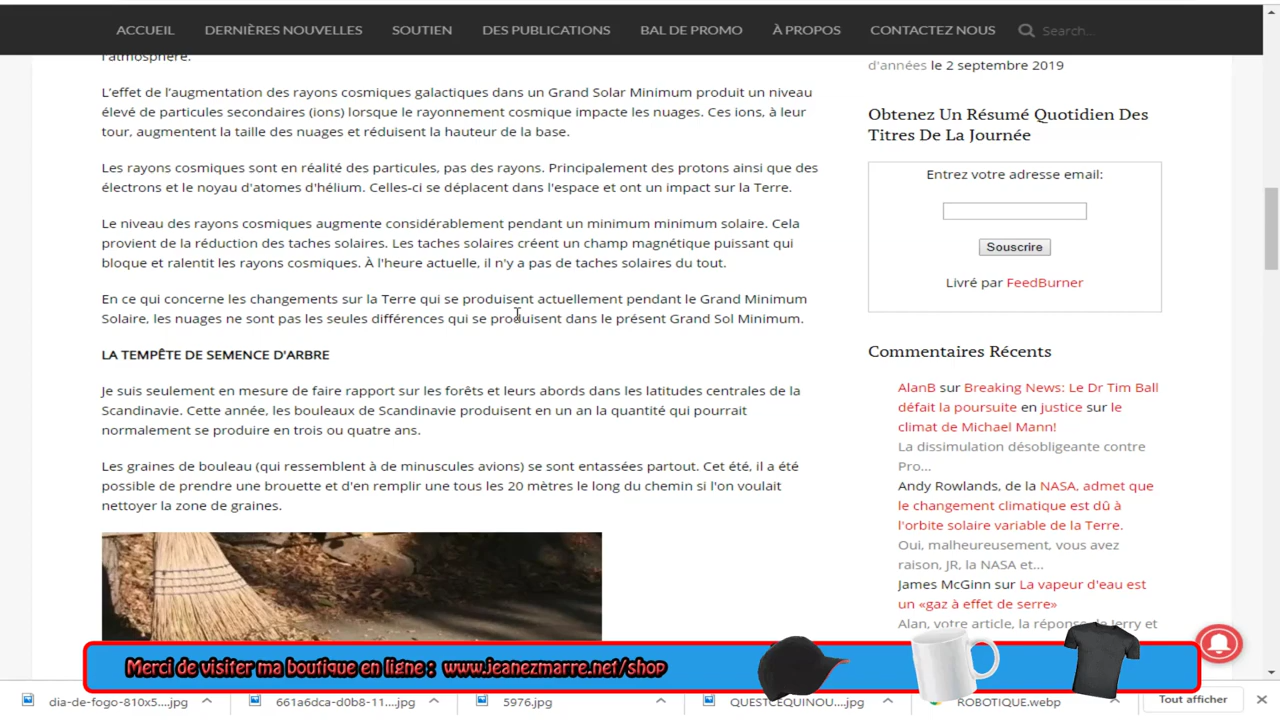 ACCUEIL DERNIÈRES NOUVELLES SOUTIEN DES PUBLICATIONS BAL DE PROMO À PROPOS CONTACTEZ NOUS Search...
l'atmosphère.
L'effet de l'augmentation des rayons cosmiques galactiques dans un Grand Solar Minimum produit un niveau
élevé de particules secondaires (ions) lorsque le rayonnement cosmique impacte les nuages. Ces ions, à leur
tour, augmentent la taille des nuages et réduisent la hauteur de la base.
Les rayons cosmiques sont en réalité des particules, pas des rayons. Principalement des protons ainsi que des
électrons et le noyau d'atomes d'hélium. Celles-ci se déplacent dans l'espace et ont un impact sur la Terre.
Le niveau des rayons cosmiques augmente considérablement pendant un minimum minimum solaire. Cela
provient de la réduction des taches solaires. Les taches solaires créent un champ magnétique puissant qui
bloque et ralentit les rayons cosmiques. À l'heure actuelle, il n'y a pas de taches solaires du tout.
En ce qui concerne les changements sur la Terre qui se produisent actuellement pendant le Grand Minimum
Solaire, les nuages ne sont pas les seules différences qui se produisent dans le présent Grand Sol Minimum.
LA TEMPÊTE DE SEMENCE D'ARBRE
Je suis seulement en mesure de faire rapport sur les forêts et leurs abords dans les latitudes centrales de la
Scandinavie. Cette année, les bouleaux de Scandinavie produisent en un an la quantité qui pourrait
normalement se produire en trois ou quatre ans.
Les graines de bouleau (qui ressemblent à de minuscules avions) se sont entassées partout. Cet été, il a été
possible de prendre une brouette et d'en remplir une tous les 20 mètres le long du chemin si l'on voulait
nettoyer la zone de graines.
d'années le 2 septembre 2019
Obtenez Un Résumé Quotidien Des
Titres De La Journée
Entrez votre adresse email:
Souscrire
Livré par FeedBurner
Commentaires Récents
AlanB sur Breaking News: Le Dr Tim Ball
défait la poursuite en justice sur le
climat de Michael Mann!
La dissimulation désobligeante contre
Pro...
Andy Rowlands, de la NASA, admet que
le changement climatique est dû à
l'orbite solaire variable de la Terre.
Oui, malheureusement, vous avez
raison, JR, la NASA et...
James McGinn sur La vapeur d'eau est
un «gaz à effet de serre»
Alan, votre article, la réponse de Jerry et
Merci de visiter ma boutique en ligne : www.jeanezmarre.net/shop
dia-de-fogo-810x5....jpg 661a6dca-d0b8-11....jpg 5976.jpg QUESTCEQUINOU....jpg ROBOTIQUE.webp Tout afficher